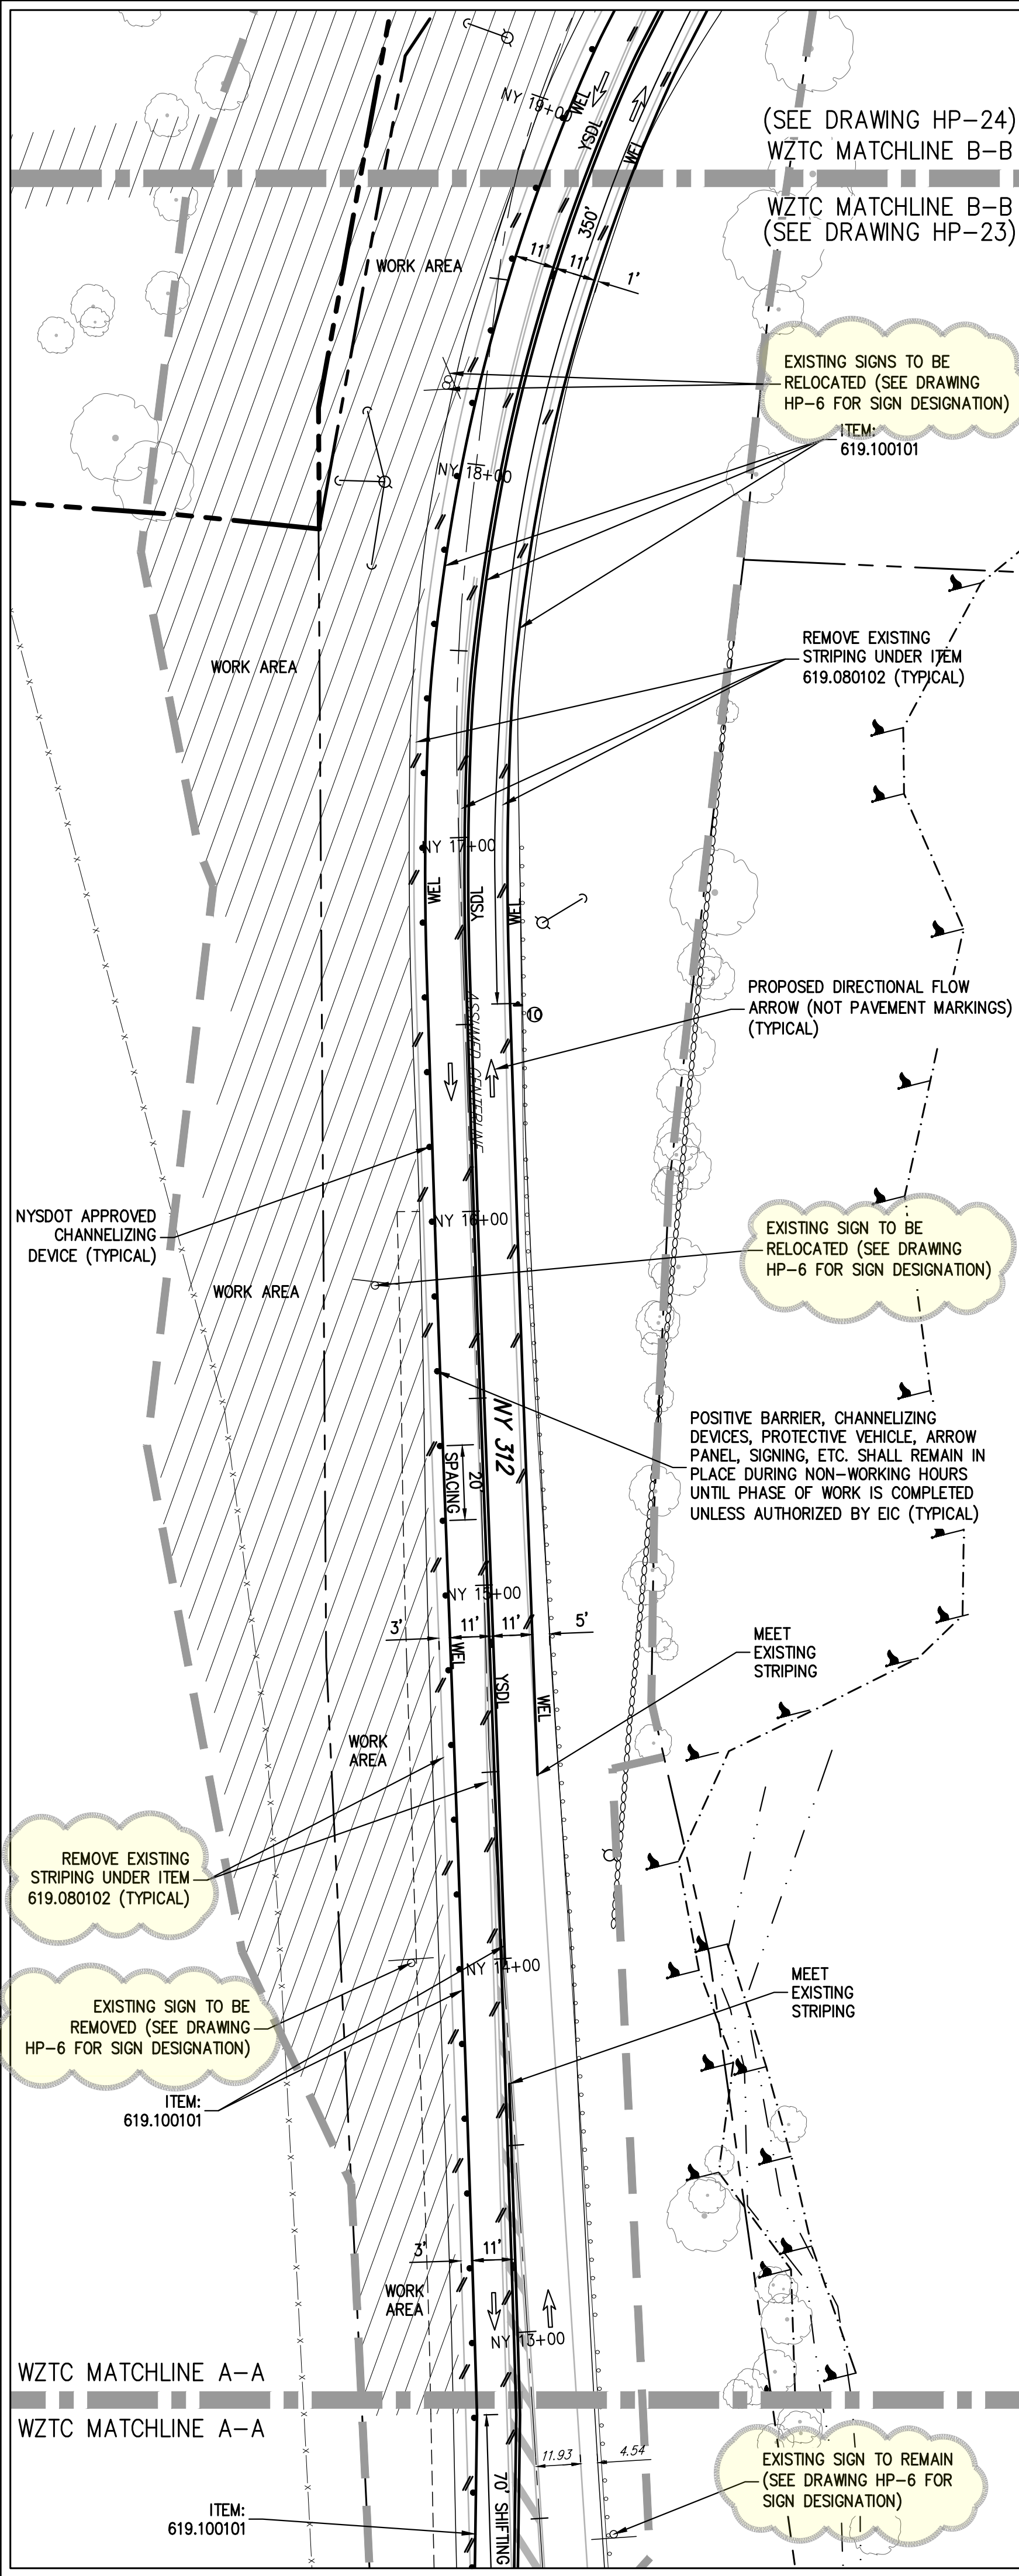 NY 19+00
WEL
YSDL
WEL
(SEE DRAWING HP-24)
WZTC MATCHLINE B-B
WZTC MATCHLINE B-B
(SEE DRAWING HP-23)
350'
11'
11'
1'
WORK AREA
EXISTING SIGNS TO BE
RELOCATED (SEE DRAWING
HP-6 FOR SIGN DESIGNATION)
ITEM:
619.100101
NY 18+00
REMOVE EXISTING
STRIPING UNDER ITEM
619.080102 (TYPICAL)
WORK AREA
NY 17+00
WEL
YSDL
WEL
PROPOSED DIRECTIONAL FLOW
ARROW (NOT PAVEMENT MARKINGS)
(TYPICAL)
10
ASSUMED CENTERLINE
NYSDOT APPROVED
CHANNELIZING
DEVICE (TYPICAL)
NY 16+00
EXISTING SIGN TO BE
RELOCATED (SEE DRAWING
HP-6 FOR SIGN DESIGNATION)
WORK AREA
NY 312
POSITIVE BARRIER, CHANNELIZING
DEVICES, PROTECTIVE VEHICLE, ARROW
PANEL, SIGNING, ETC. SHALL REMAIN IN
PLACE DURING NON-WORKING HOURS
UNTIL PHASE OF WORK IS COMPLETED
UNLESS AUTHORIZED BY EIC (TYPICAL)
20'
SPACING
NY 15+00
3'
11'
11'
5'
WEL
YSDL
WEL
MEET
EXISTING
STRIPING
WORK
AREA
REMOVE EXISTING
STRIPING UNDER ITEM
619.080102 (TYPICAL)
NY 14+00
MEET
EXISTING
STRIPING
EXISTING SIGN TO BE
REMOVED (SEE DRAWING
HP-6 FOR SIGN DESIGNATION)
ITEM:
619.100101
3'
11'
WORK
AREA
NY 13+00
WZTC MATCHLINE A-A
WZTC MATCHLINE A-A
11.93
4.54
EXISTING SIGN TO REMAIN
(SEE DRAWING HP-6 FOR
SIGN DESIGNATION)
70' SHIFTING
ITEM:
619.100101